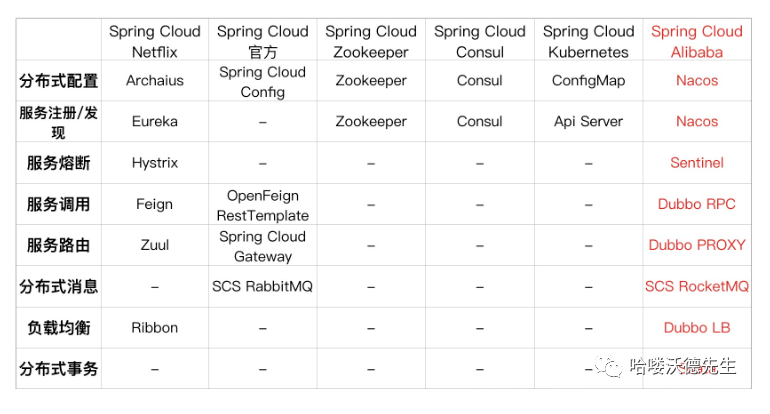 Spring Cloud Spring Cloud Spring Cloud Spring Cloud Spring Cloud Spring Cloud
Netflix 官方 Zookeeper Consul Kubernetes Alibaba
分布式配置 Archaius Spring Cloud Config Zookeeper Consul ConfigMap Nacos
服务注册/发现 Eureka – Zookeeper Consul Api Server Nacos
服务熔断 Hystrix – – – – Sentinel
服务调用 Feign OpenFeign RestTemplate – – – Dubbo RPC
服务路由 Zuul Spring Cloud Gateway – – – Dubbo PROXY
分布式消息 – SCS RabbitMQ – – – SCS RocketMQ
负载均衡 Ribbon – – – – Dubbo LB
分布式事务 – – – – –
哈喽沃德先生